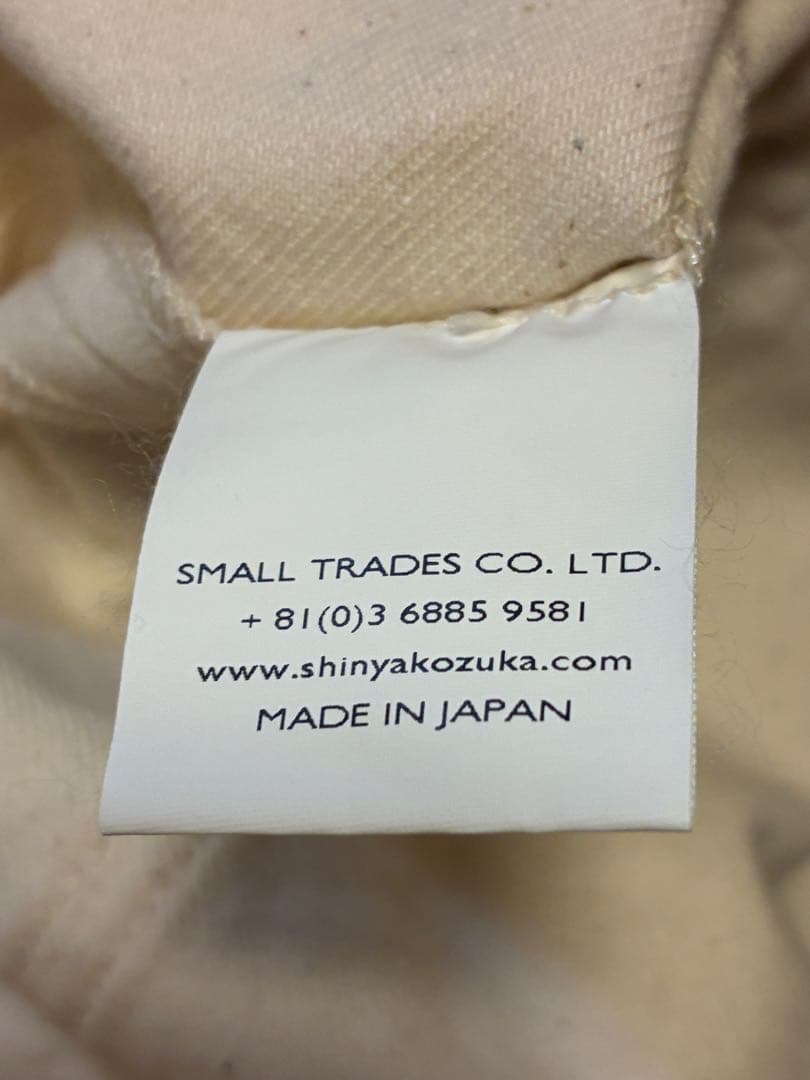 SMALL TRADES CO. LTD.
+ 81(0)3 6885 9581
www.shinyakozuka.com
MADE IN JAPAN